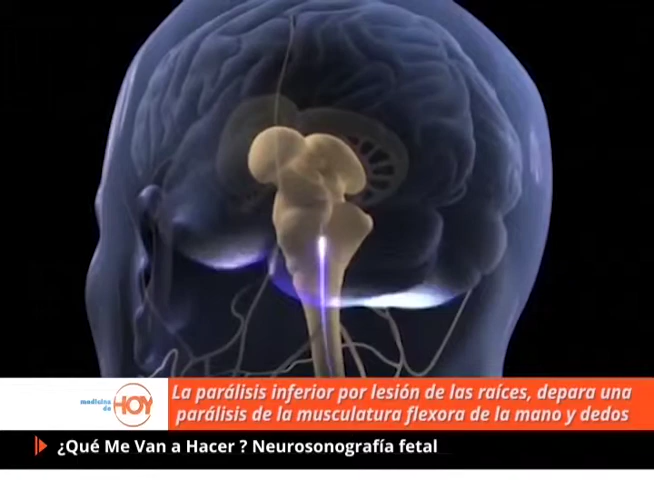 La parálisis inferior por lesión de las raíces, depara una
parálisis de la musculatura flexora de la mano y dedos
medicina
de
HOY
¿Qué Me Van a Hacer ? Neurosonografía fetal